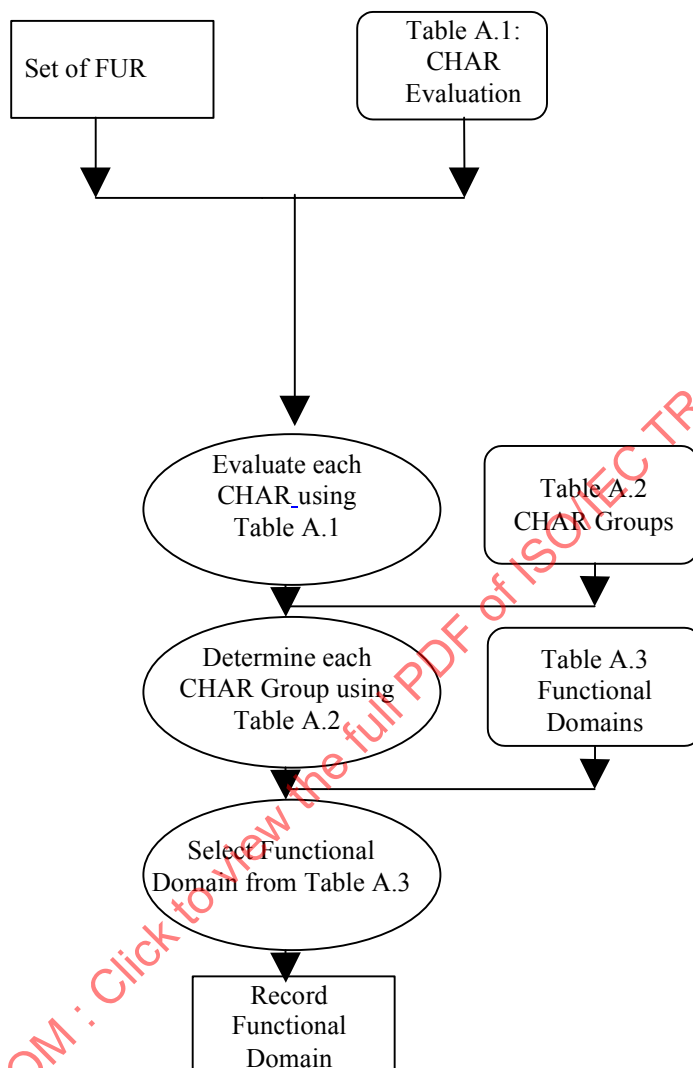 Set of FUR
Table A.1:
CHAR
Evaluation
Evaluate each
CHAR using
Table A.1
Table A.2
CHAR Groups
Determine each
CHAR Group using
Table A.2
Table A.3
Functional
Domains
Select Functional
Domain from Table A.3
Record
Functional
Domain
OM : Click to view the full PDF of ISO/IEC TR